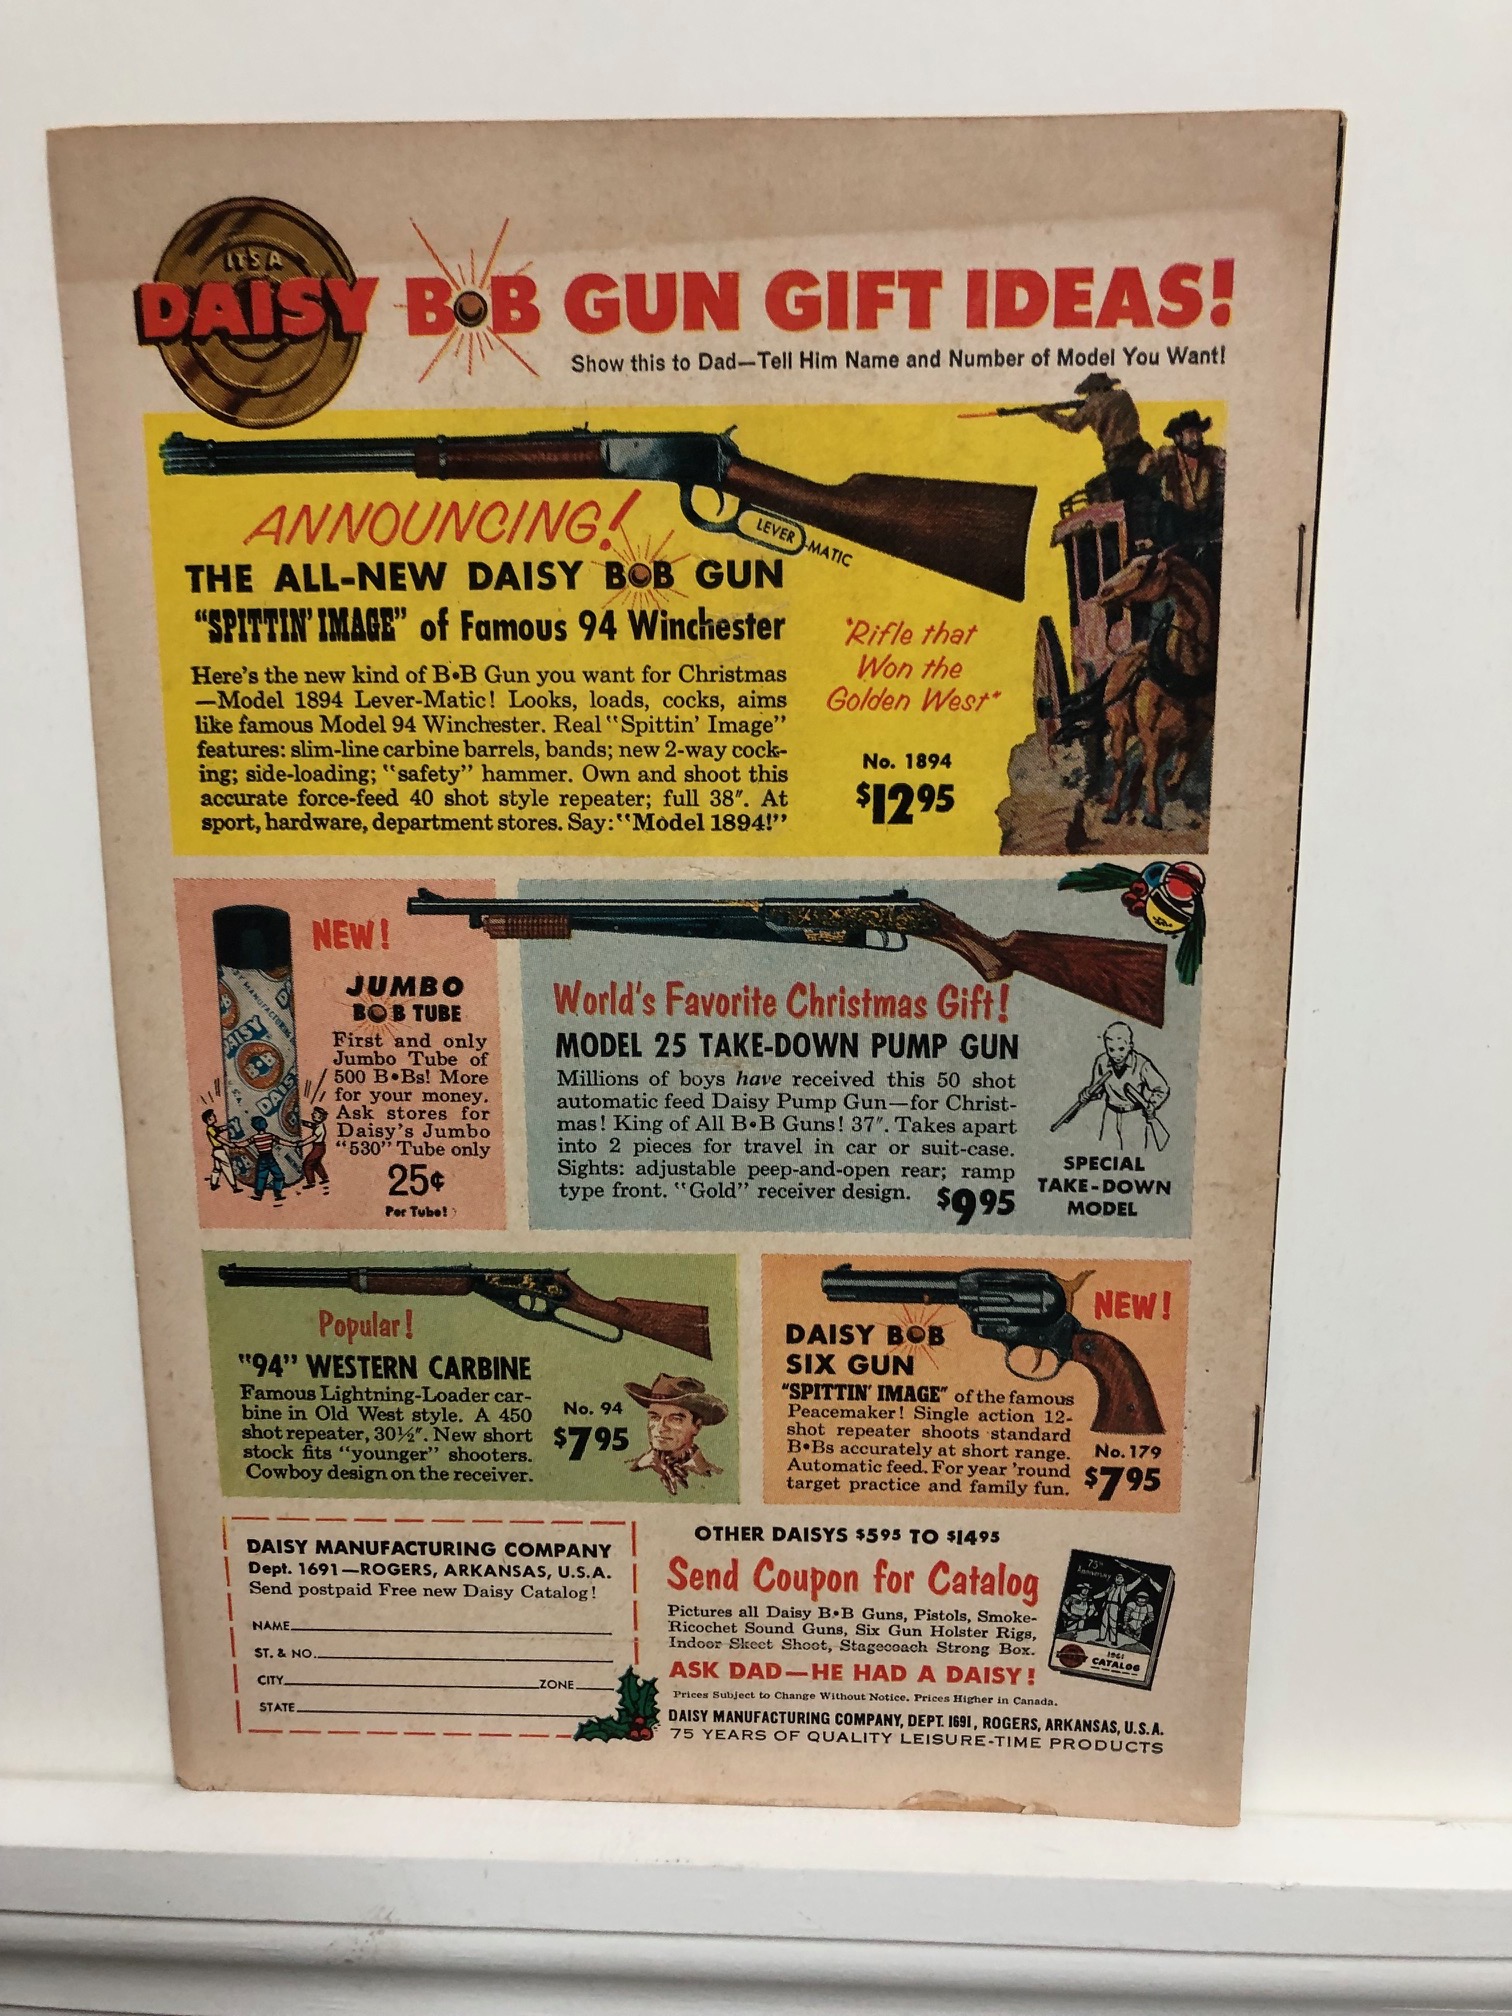 IT'S A
DAISY B•B GUN GIFT IDEAS!
Show this to Dad—Tell Him Name and Number of Model You Want!
LEVER-MATIC
ANNOUNCING!
THE ALL-NEW DAISY B•B GUN
"SPITTIN' IMAGE" of Famous 94 Winchester
Here's the new kind of B•B Gun you want for Christmas
—Model 1894 Lever-Matic! Looks, loads, cocks, aims
like famous Model 94 Winchester. Real "Spittin' Image"
features: slim-line carbine barrels, bands; new 2-way cock-
ing; side-loading; "safety" hammer. Own and shoot this
accurate force-feed 40 shot style repeater; full 38". At
sport, hardware, department stores. Say: "Model 1894!"
"Rifle that
Won the
Golden West"
No. 1894
$1295
NEW!
JUMBO
B•B TUBE
First and only
Jumbo Tube of
500 B•Bs! More
for your money.
Ask stores for
Daisy's Jumbo
"530" Tube only
25¢
Per Tube!
DAISY
B•B
World's Favorite Christmas Gift!
MODEL 25 TAKE-DOWN PUMP GUN
Millions of boys have received this 50 shot
automatic feed Daisy Pump Gun—for Christ-
mas! King of All B•B Guns! 37". Takes apart
into 2 pieces for travel in car or suit-case.
Sights: adjustable peep-and-open rear; ramp
type front. "Gold" receiver design. $995
SPECIAL
TAKE-DOWN
MODEL
Popular!
"94" WESTERN CARBINE
Famous Lightning-Loader car-
bine in Old West style. A 450
shot repeater, 30½". New short
stock fits "younger" shooters.
Cowboy design on the receiver.
No. 94
$795
NEW!
DAISY B•B
SIX GUN
"SPITTIN' IMAGE" of the famous
Peacemaker! Single action 12-
shot repeater shoots standard
B•Bs accurately at short range.
Automatic feed. For year 'round
target practice and family fun.
No. 179
$795
DAISY MANUFACTURING COMPANY
Dept. 1691—ROGERS, ARKANSAS, U.S.A.
Send postpaid Free new Daisy Catalog!
NAME
ST. & NO.
CITY ZONE
STATE
OTHER DAISYS $595 TO $1495
Send Coupon for Catalog
Pictures all Daisy B•B Guns, Pistols, Smoke-
Ricochet Sound Guns, Six Gun Holster Rigs,
Indoor Skeet Shoot, Stagecoach Strong Box.
ASK DAD—HE HAD A DAISY!
Prices Subject to Change Without Notice. Prices Higher in Canada.
DAISY MANUFACTURING COMPANY, DEPT. 1691, ROGERS, ARKANSAS, U.S.A.
75 YEARS OF QUALITY LEISURE-TIME PRODUCTS
75th
Anniversary
1961
CATALOG